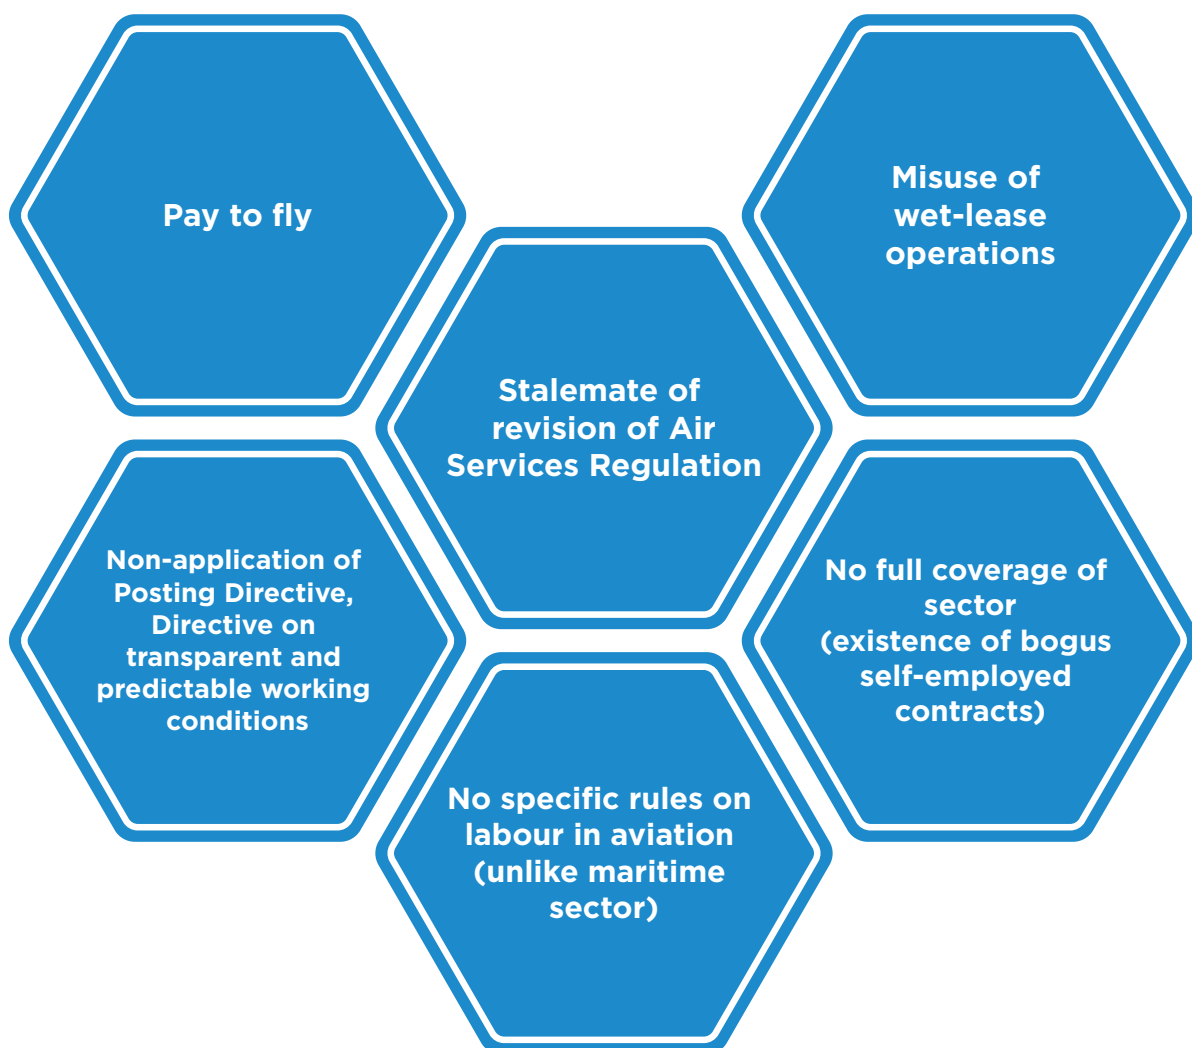 Pay to fly
Misuse of
wet-lease
operations
Stalemate of
revision of Air
Services Regulation
Non-application of
Posting Directive,
Directive on
transparent and
predictable working
conditions
No full coverage of
sector
(existence of bogus
self-employed
contracts)
No specific rules on
labour in aviation
(unlike maritime
sector)